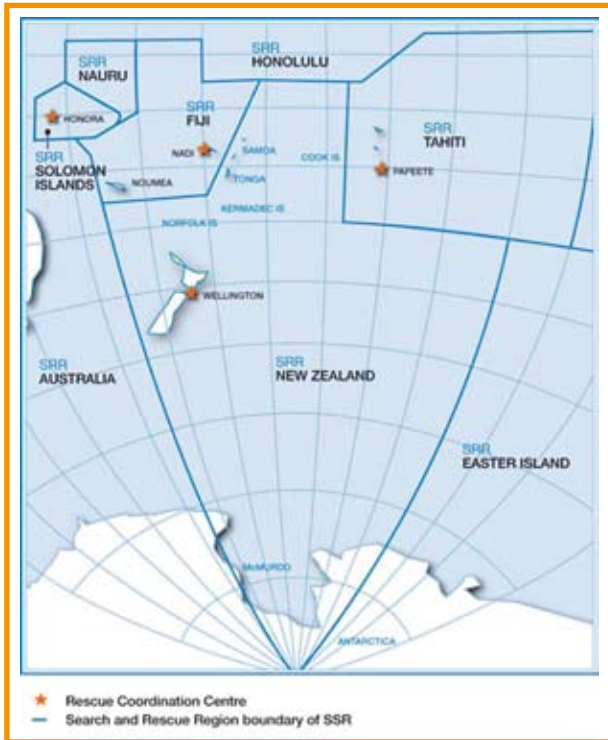 SRR
HONOLULU
SRR
NAURU
SRR
FIJI
HONORA
SRR
SOLOMON
ISLANDS
NADI
SAMOA
TONGA
COOK IS
SRR
TAHITI
PAPEETE
NOUMEA
KERMADEC IS
NORFOLK IS
WELLINGTON
SRR
AUSTRALIA
SRR
NEW ZEALAND
SRR
EASTER ISLAND
McMURDO
ANTARCTICA
Rescue Coordination Centre
Search and Rescue Region boundary of SSR